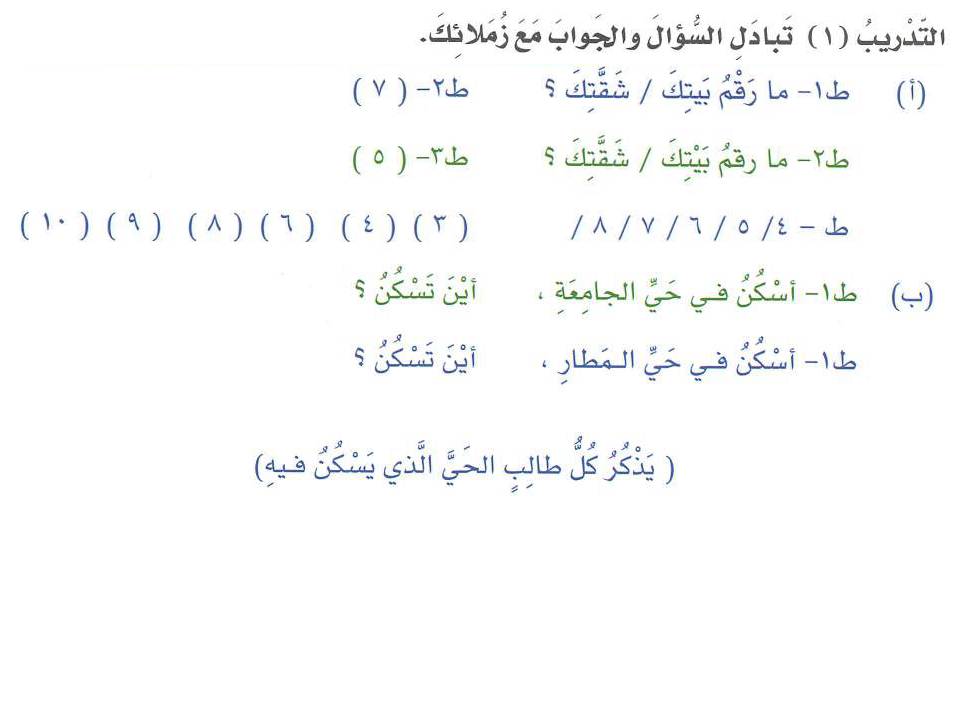 التَّدْريبُ (١) تَبادَلِ السُّؤالَ والجَوابَ مَعَ زُمَلائِكَ.
(أ) ط١- ما رَقْمُ بَيتِكَ / شَقَّتِكَ ؟ ط٢- ( ٧ )
ط٢- ما رقمُ بَيْتِكَ / شَقَّتِكَ ؟ ط٣- ( ٥ )
ط - ٤/ ٥ / ٦ / ٧ / ٨ / ( ٣ ) ( ٤ ) ( ٦ ) ( ٨ ) ( ٩ ) ( ١٠ )
(ب) ط١- أسْكُنُ في حَيِّ الجامِعَةِ ، أيْنَ تَسْكُنُ ؟
ط١- أسْكُنُ في حَيِّ الـمَطارِ ، أيْنَ تَسْكُنُ ؟
( يَذْكُرُ كُلُّ طالِبٍ الحَيَّ الَّذي يَسْكُنُ فـيهِ)